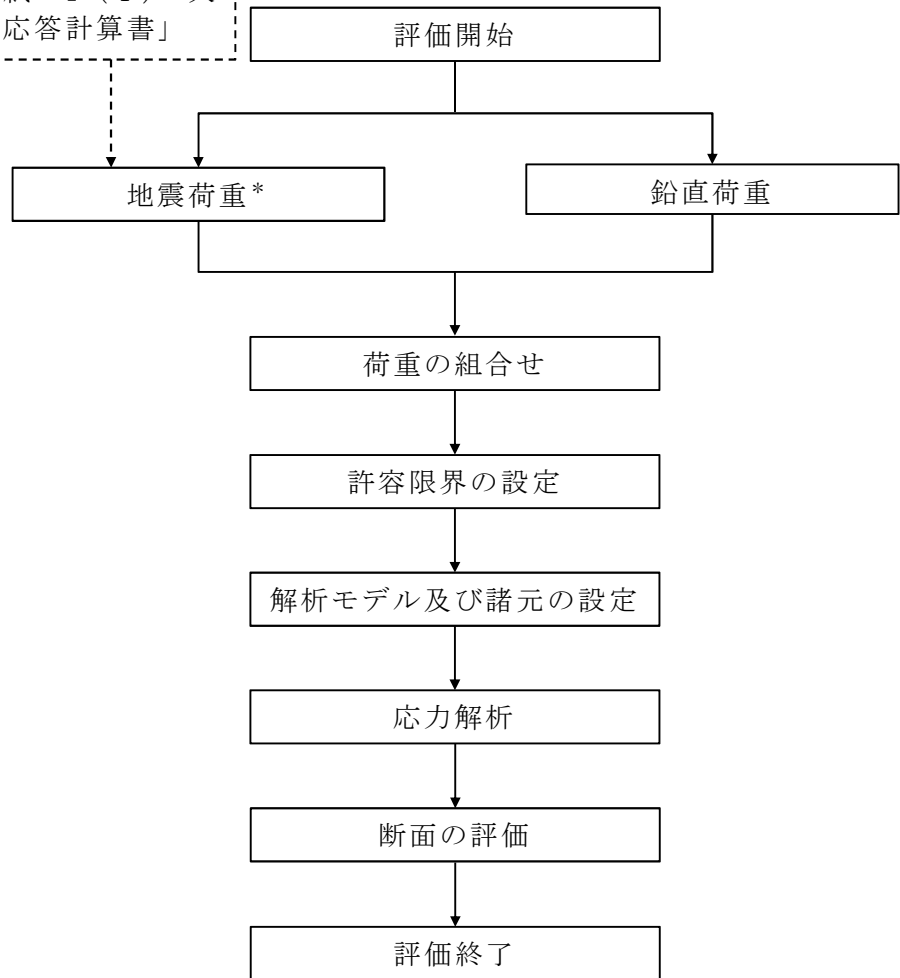 応答計算書」
評価開始
地震荷重*
鉛直荷重
荷重の組合せ
許容限界の設定
解析モデル及び諸元の設定
応力解析
断面の評価
評価終了